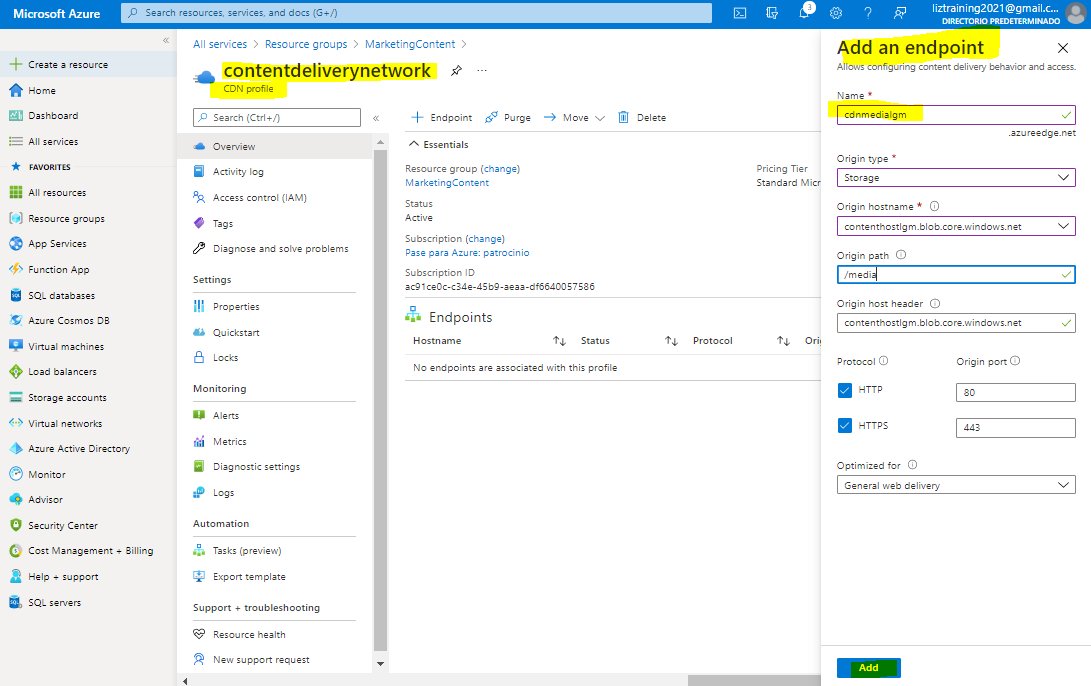 Microsoft Azure
Search resources, services, and docs (G+/)
3
liztraining2021@gmail.c...
DIRECTORIO PREDETERMINADO
«
Create a resource
Home
Dashboard
All services
FAVORITES
All resources
Resource groups
App Services
Function App
SQL databases
Azure Cosmos DB
Virtual machines
Load balancers
Storage accounts
Virtual networks
Azure Active Directory
Monitor
Advisor
Security Center
Cost Management + Billing
Help + support
SQL servers
All services > Resource groups > MarketingContent >
contentdeliverynetwork
...
CDN profile
Search (Ctrl+/)
«
Overview
Activity log
Access control (IAM)
Tags
Diagnose and solve problems
Settings
Properties
Quickstart
Locks
Monitoring
Alerts
Metrics
Diagnostic settings
Logs
Automation
Tasks (preview)
Export template
Support + troubleshooting
Resource health
New support request
Endpoint Purge Move Delete
Essentials
Resource group (change)
MarketingContent
Status
Active
Subscription (change)
Pase para Azure: patrocinio
Subscription ID
ac91ce0c-c34e-45b9-aeaa-df6640057586
Pricing Tier
Standard Micr
Endpoints
Hostname Status Protocol Orig
No endpoints are associated with this profile
Add an endpoint
Allows configuring content delivery behavior and access.
Name *
cdnmedialgm
.azureedge.net
Origin type *
Storage
Origin hostname *
contenthostlgm.blob.core.windows.net
Origin path
/media
Origin host header
contenthostlgm.blob.core.windows.net
Protocol Origin port
HTTP 80
HTTPS 443
Optimized for
General web delivery
Add